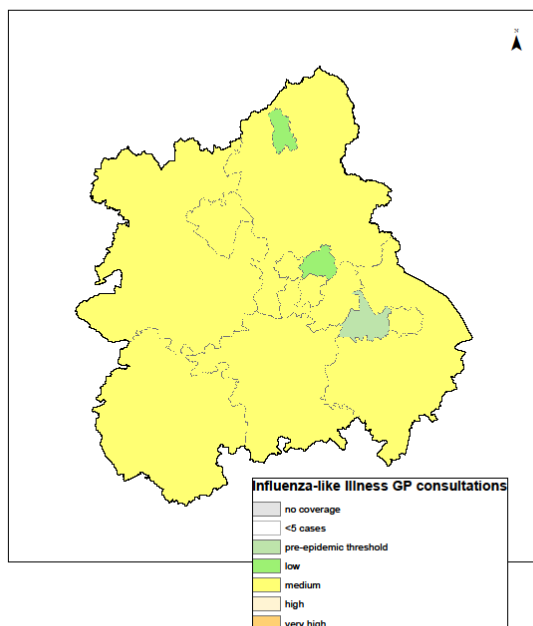 N
Influenza-like Illness GP consultations
no coverage
<5 cases
pre-epidemic threshold
low
medium
high
very high